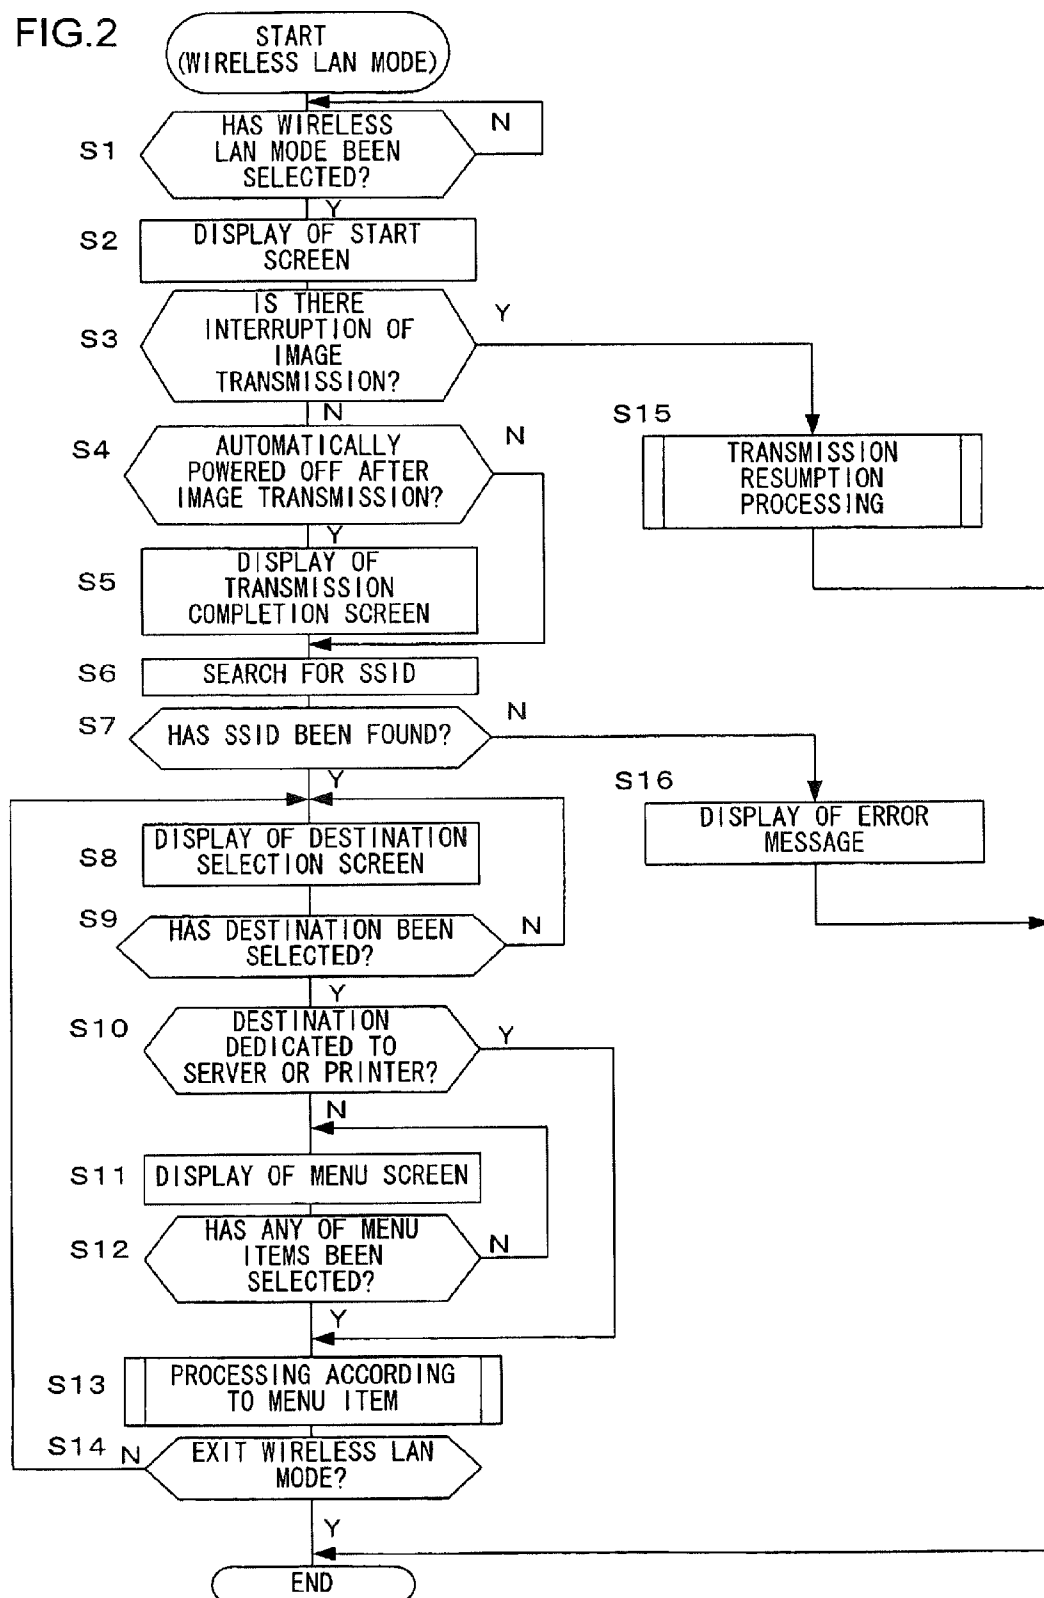 FIG.2
START
(WIRELESS LAN MODE)
S1
HAS WIRELESS
LAN MODE BEEN
SELECTED?
N
Y
S2
DISPLAY OF START
SCREEN
S3
IS THERE
INTERRUPTION OF
IMAGE
TRANSMISSION?
Y
N
S15
TRANSMISSION
RESUMPTION
PROCESSING
S4
AUTOMATICALLY
POWERED OFF AFTER
IMAGE TRANSMISSION?
N
Y
S5
DISPLAY OF
TRANSMISSION
COMPLETION SCREEN
S6
SEARCH FOR SSID
S7
HAS SSID BEEN FOUND?
N
Y
S16
DISPLAY OF ERROR
MESSAGE
S8
DISPLAY OF DESTINATION
SELECTION SCREEN
S9
HAS DESTINATION BEEN
SELECTED?
N
Y
S10
DESTINATION
DEDICATED TO
SERVER OR PRINTER?
Y
N
S11
DISPLAY OF MENU SCREEN
S12
HAS ANY OF MENU
ITEMS BEEN
SELECTED?
N
Y
S13
PROCESSING ACCORDING
TO MENU ITEM
S14
N
EXIT WIRELESS LAN
MODE?
Y
END